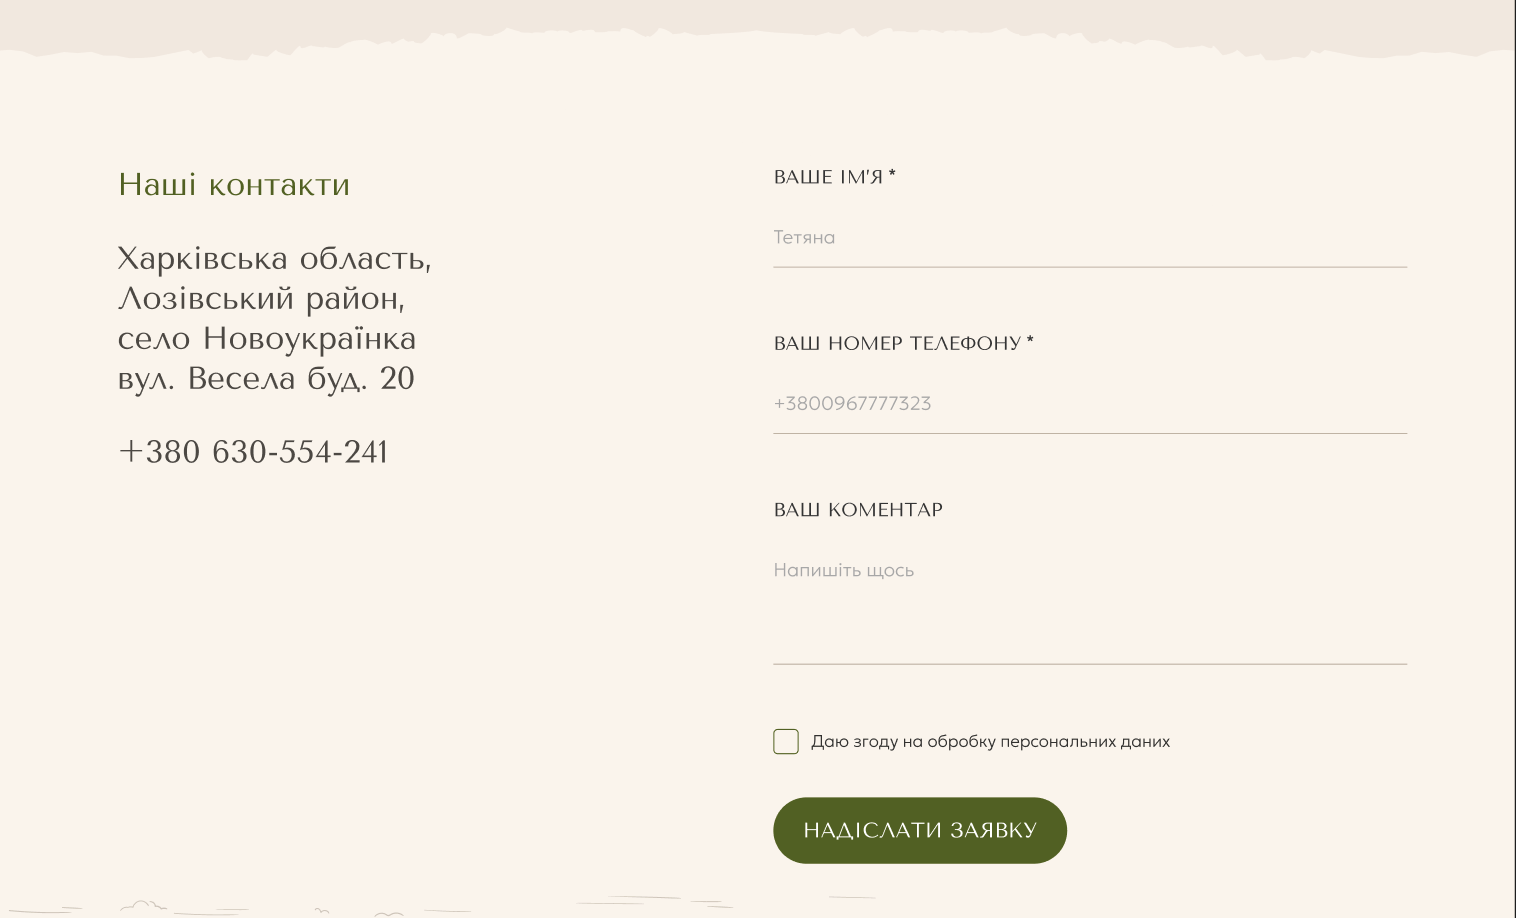 Наші контакти
Харківська область,
Лозівський район,
село Новоукраїнка
вул. Весела буд. 20
+380 630-554-241
ВАШЕ ІМ'Я *
Тетяна
ВАШ НОМЕР ТЕЛЕФОНУ *
+3800967777323
ВАШ КОМЕНТАР
Напишіть щось
Даю згоду на обробку персональних даних
НАДІСЛАТИ ЗАЯВКУ